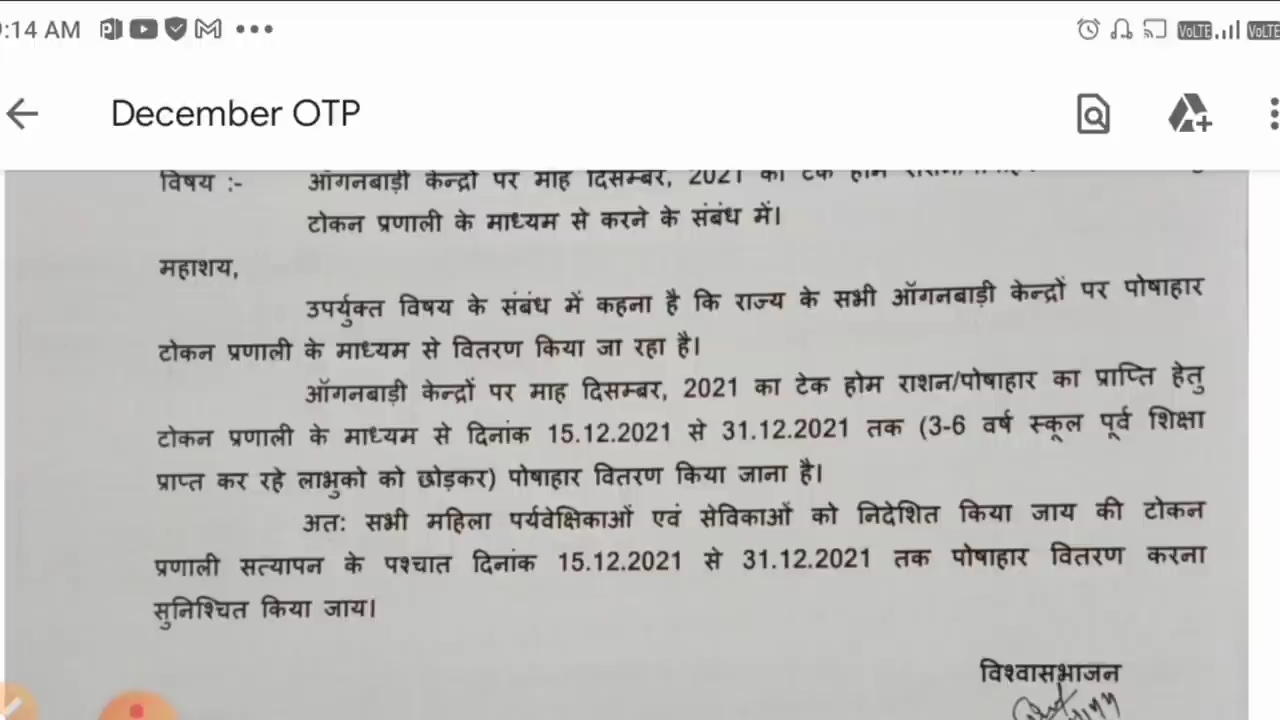 :14 AM
VoLTE VoLTE
December OTP
विषय :- ऑगनबाड़ी केन्द्रों पर माह दिसम्बर, 2021 का टेक होम
टोकन प्रणाली के माध्यम से करने के संबंध में।
महाशय,
उपर्युक्त विषय के संबंध में कहना है कि राज्य के सभी ऑगनबाड़ी केन्द्रों पर पोषाहार
टोकन प्रणाली के माध्यम से वितरण किया जा रहा है।
ऑगनबाड़ी केन्द्रों पर माह दिसम्बर, 2021 का टेक होम राशन/पोषाहार का प्राप्ति हेतु
टोकन प्रणाली के माध्यम से दिनांक 15.12.2021 से 31.12.2021 तक (3-6 वर्ष स्कूल पूर्व शिक्षा
प्राप्त कर रहे लाभुको को छोड़कर) पोषाहार वितरण किया जाना है।
अतः सभी महिला पर्यवेक्षिकाओं एवं सेविकाओं को निदेशित किया जाय की टोकन
प्रणाली सत्यापन के पश्चात दिनांक 15.12.2021 से 31.12.2021 तक पोषाहार वितरण करना
सुनिश्चित किया जाय।
विश्वासभाजन